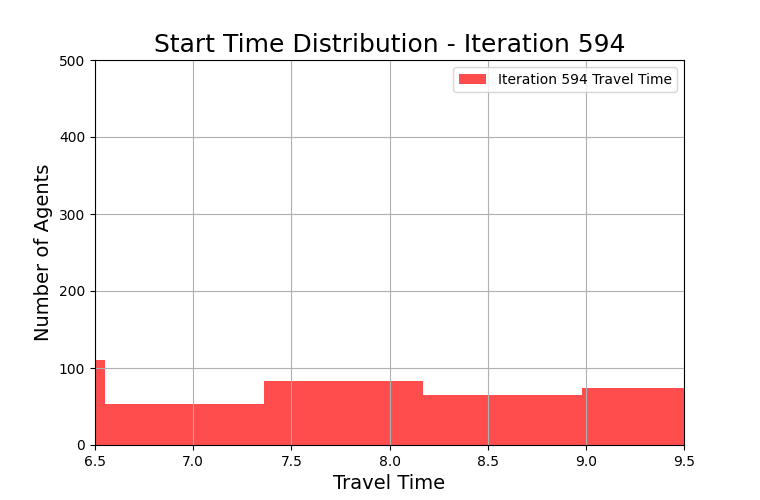 Start Time Distribution - Iteration 594
Iteration 594 Travel Time
Number of Agents
500
400
300
200
100
0
6.5 7.0 7.5 8.0 8.5 9.0 9.5
Travel Time